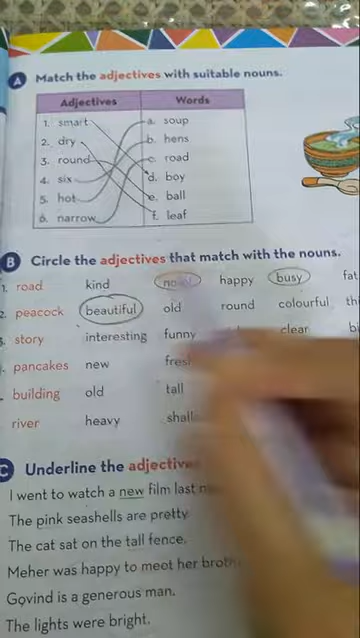 A Match the adjectives with suitable nouns.
Adjectives Words
1. smart a. soup
2. dry b. hens
3. round c. road
4. six d. boy
5. hot e. ball
6. narrow f. leaf
B Circle the adjectives that match with the nouns.
1. road kind happy busy fat
2. peacock beautiful old round colourful
story interesting funny clear
pancakes new
building old tall
river heavy
C Underline the
I went to watch a new film last
The pink seashells are pretty
The cat sat on the tall fence.
Meher was happy to meet her
Govind is a generous man.
The lights were bright.